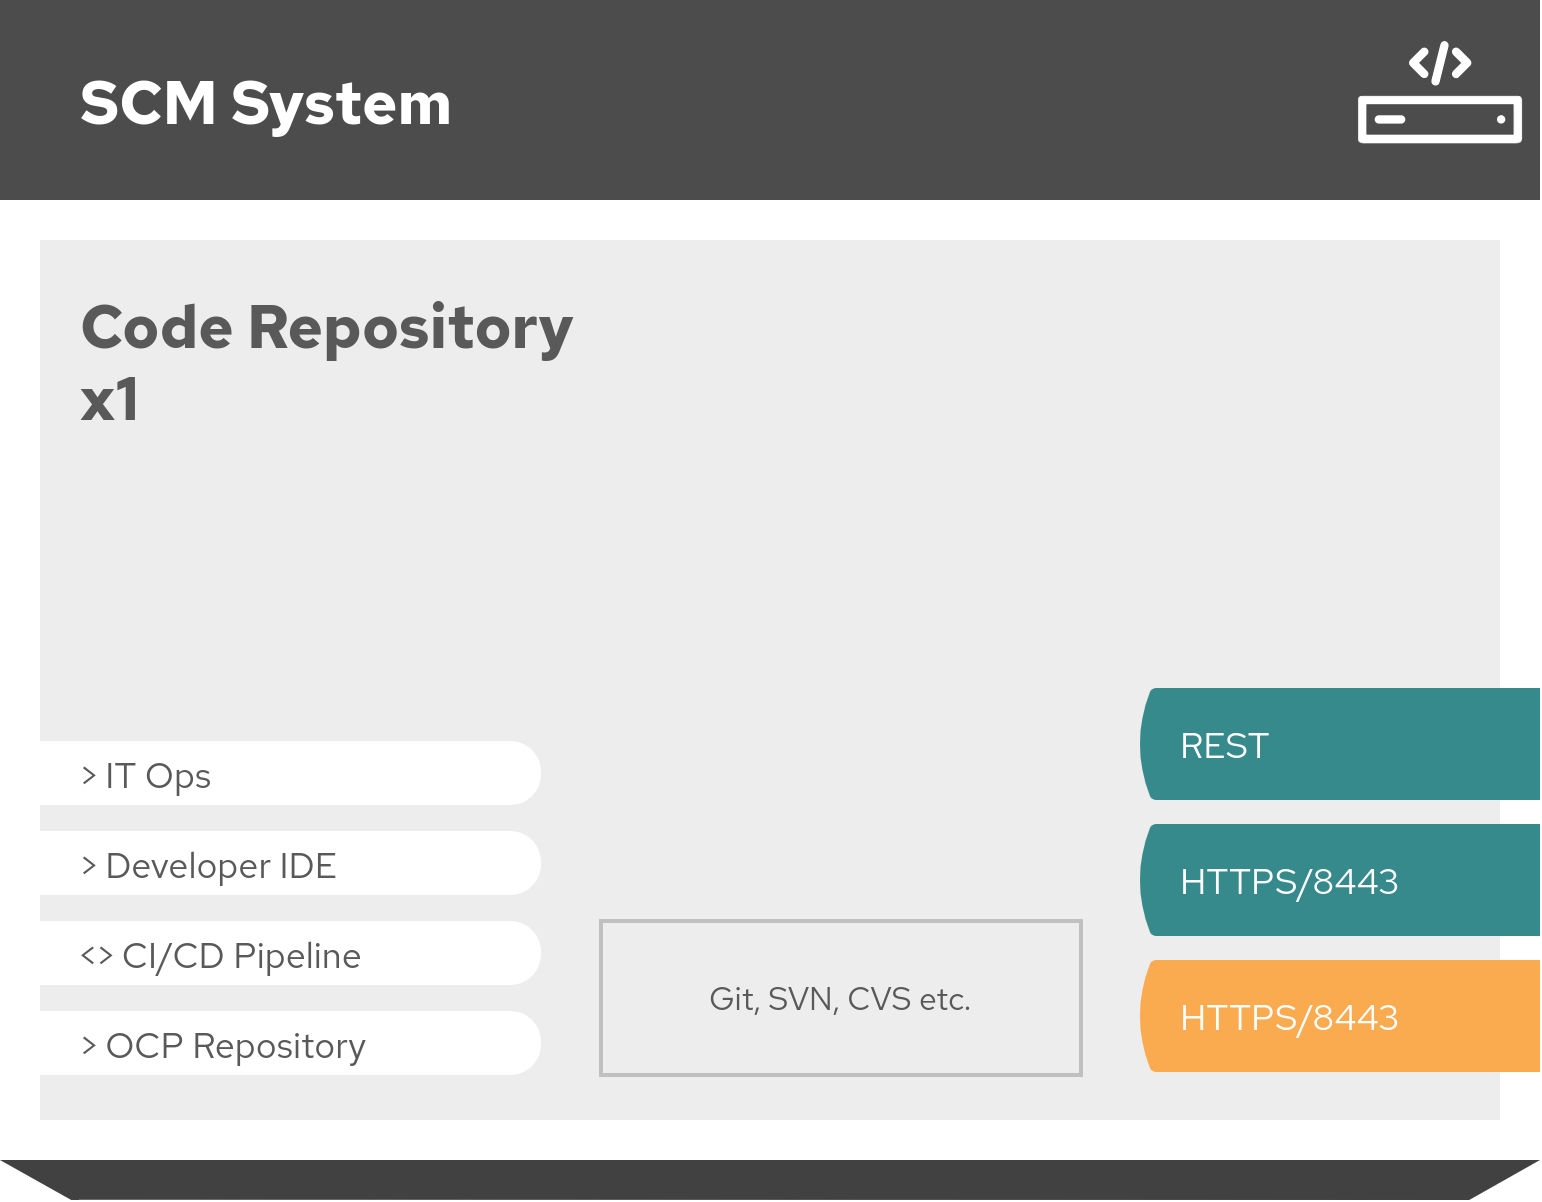 SCM System
Code Repository
x1
> IT Ops
> Developer IDE
<> CI/CD Pipeline
> OCP Repository
Git, SVN, CVS etc.
REST
HTTPS/8443
HTTPS/8443